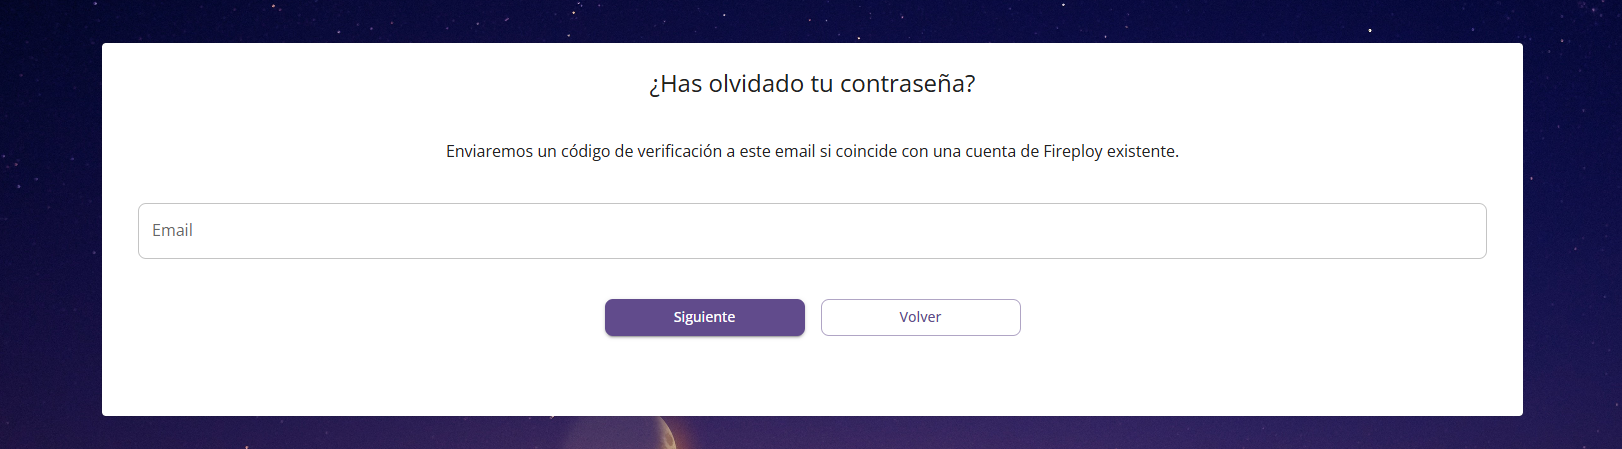 ¿Has olvidado tu contraseña?
Enviaremos un código de verificación a este email si coincide con una cuenta de Fireploy existente.
Email
Siguiente
Volver